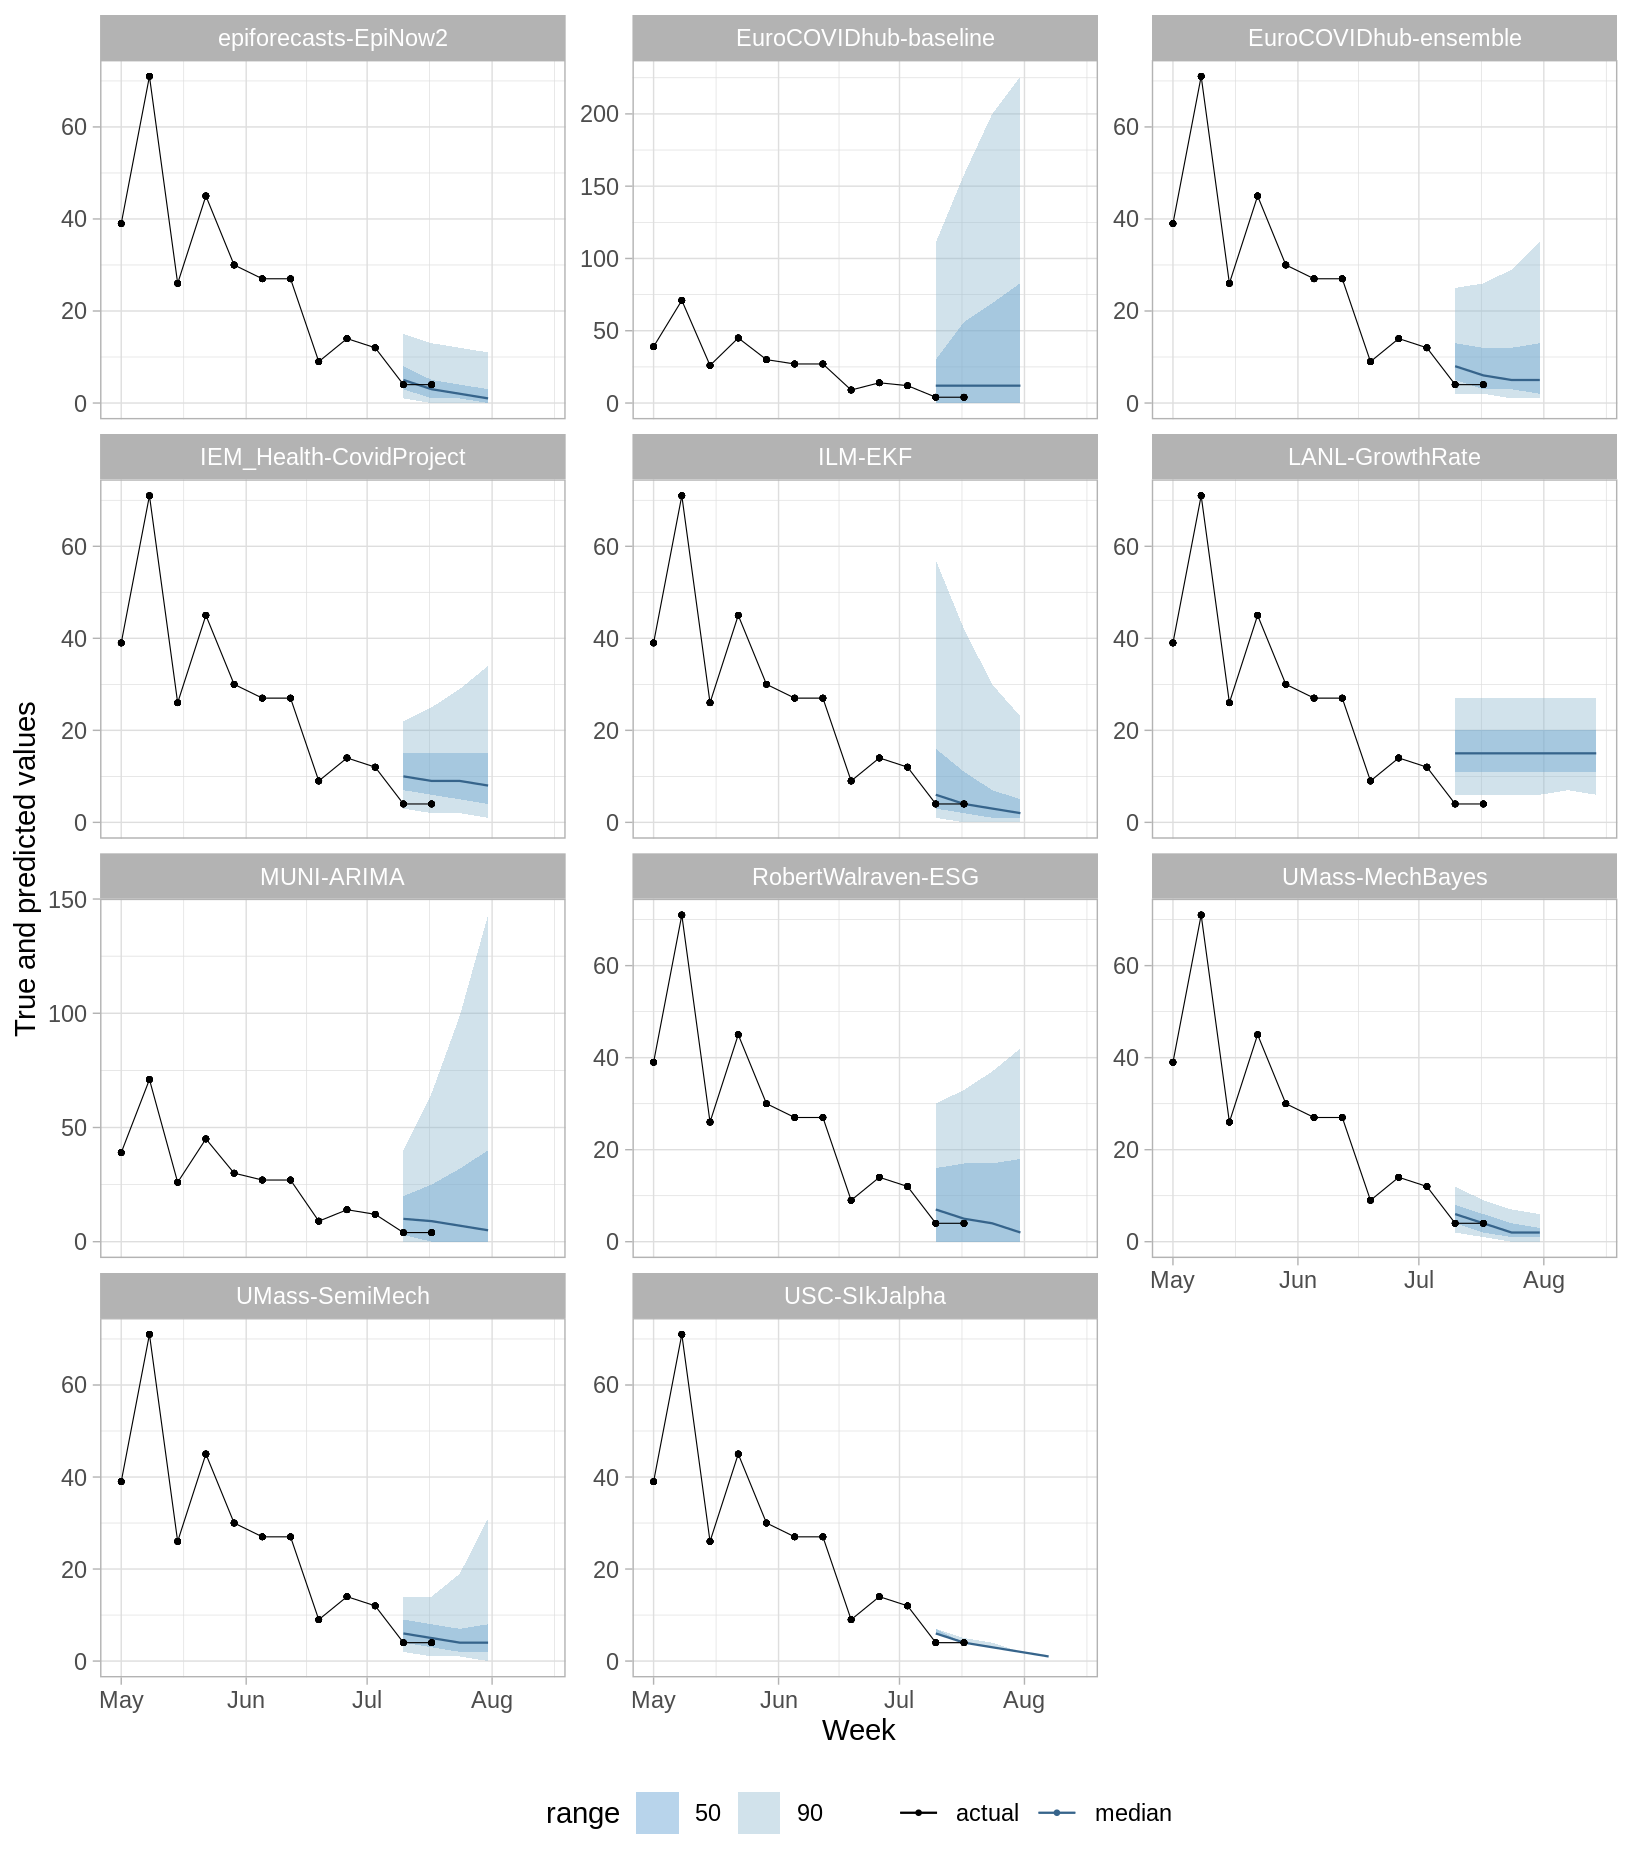 epiforecasts-EpiNow2 EuroCOVIDhub-baseline EuroCOVIDhub-ensemble
60 200 60
150
40 100 40
20 50 20
0 0 0
IEM_Health-CovidProject ILM-EKF LANL-GrowthRate
60 60 60
40 40 40
20 20 20
0 0 0
True and predicted values
MUNI-ARIMA RobertWalraven-ESG UMass-MechBayes
150
60 60
100
40 40
50 20 20
0 0 0
May Jun Jul Aug
UMass-SemiMech USC-SIkJalpha
60 60
40 40
20 20
0 0
May Jun Jul Aug May Jun Jul Aug
Week
range 50 90 actual median